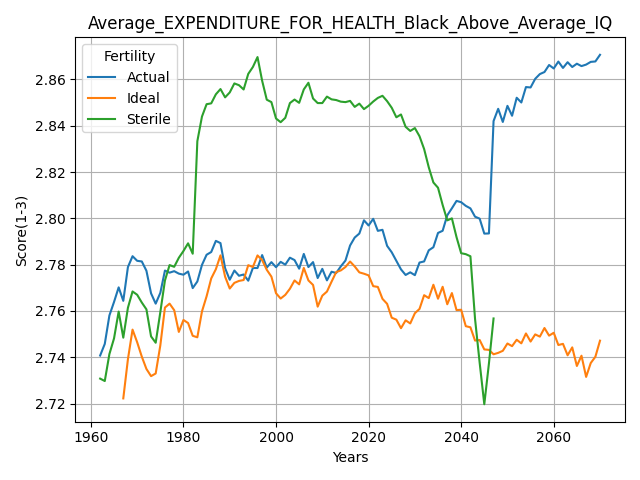 Average_EXPENDITURE_FOR_HEALTH_Black_Above_Average_IQ
Fertility
Actual
Ideal
Sterile
Score(1-3)
2.86
2.84
2.82
2.80
2.78
2.76
2.74
2.72
1960 1980 2000 2020 2040 2060
Years